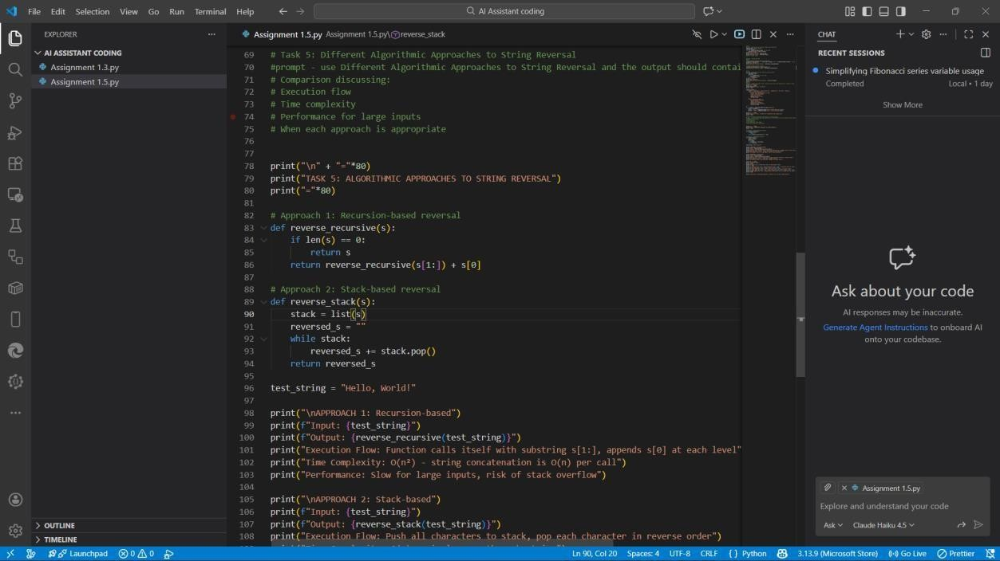 File Edit Selection View Go Run Terminal Help
AI Assistant coding
EXPLORER
AI ASSISTANT CODING
Assignment 1.3.py
Assignment 1.5.py
OUTLINE
TIMELINE
Assignment 1.5.py Assignment 1.5.py\reverse_stack
69 # Task 5: Different Algorithmic Approaches to String Reversal
70 #prompt - use Different Algorithmic Approaches to String Reversal and the output should contai
71 # Comparison discussing:
72 # Execution flow
73 # Time complexity
74 # Performance for large inputs
75 # When each approach is appropriate
76
77
78 print("\n" + "="*80)
79 print("TASK 5: ALGORITHMIC APPROACHES TO STRING REVERSAL")
80 print("="*80)
81
82 # Approach 1: Recursion-based reversal
83 def reverse_recursive(s):
84     if len(s) == 0:
85         return s
86     return reverse_recursive(s[1:]) + s[0]
87
88 # Approach 2: Stack-based reversal
89 def reverse_stack(s):
90     stack = list(s)
91     reversed_s = ""
92     while stack:
93         reversed_s += stack.pop()
94     return reversed_s
95
96 test_string = "Hello, World!"
97
98 print("\nAPPROACH 1: Recursion-based")
99 print(f"Input: {test_string}")
100 print(f"Output: {reverse_recursive(test_string)}")
101 print("Execution Flow: Function calls itself with substring s[1:], appends s[0] at each level"
102 print("Time Complexity: O(n²) - string concatenation is O(n) per call")
103 print("Performance: Slow for large inputs, risk of stack overflow")
104
105 print("\nAPPROACH 2: Stack-based")
106 print(f"Input: {test_string}")
107 print(f"Output: {reverse_stack(test_string)}")
108 print("Execution Flow: Push all characters to stack, pop each character in reverse order")
CHAT
RECENT SESSIONS
Simplifying Fibonacci series variable usage
Completed Local • 1 day
Show More
Ask about your code
AI responses may be inaccurate.
Generate Agent Instructions to onboard AI
onto your codebase.
Assignment 1.5.py
Explore and understand your code
Ask Claude Haiku 4.5
Launchpad 0 0 Ln 90, Col 20 Spaces: 4 UTF-8 CRLF { } Python 3.13.9 (Microsoft Store) Go Live Prettier